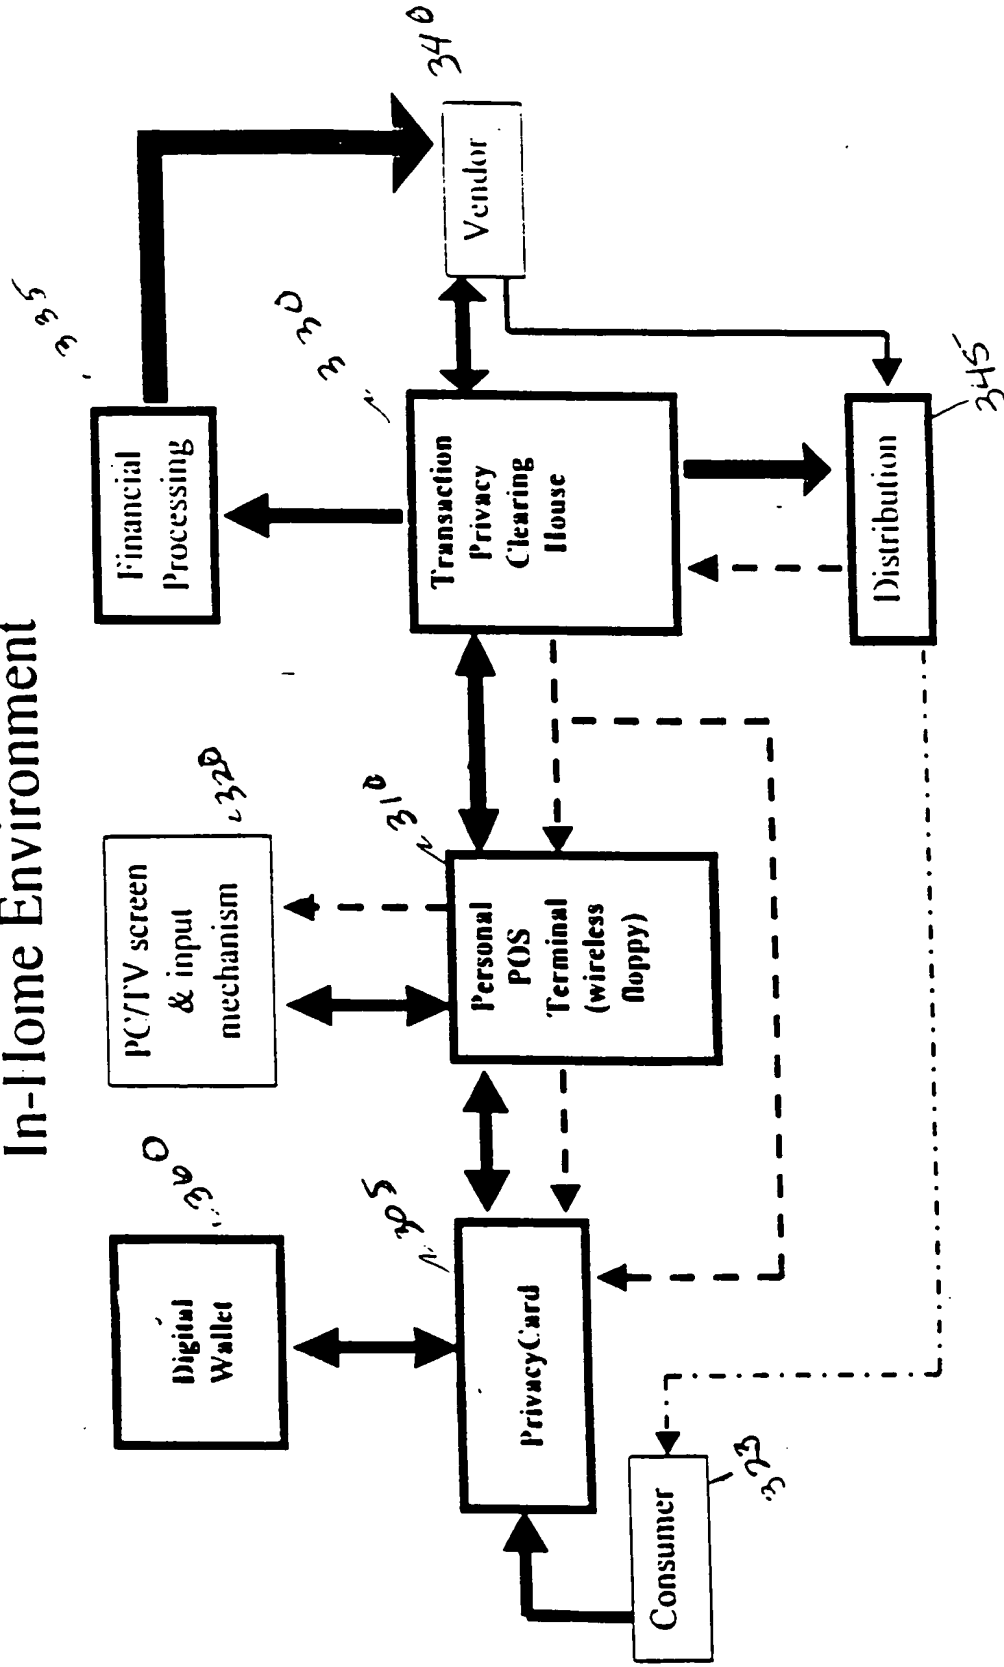 In-Home Environment
Digital
Wallet
300
PC/TV screen
& input
mechanism
320
Financial
Processing
335
PrivacyCard
305
Personal
POS
Terminal
(wireless
floppy)
310
Transaction
Privacy
Clearing
House
330
Vendor
340
Consumer
323
Distribution
345